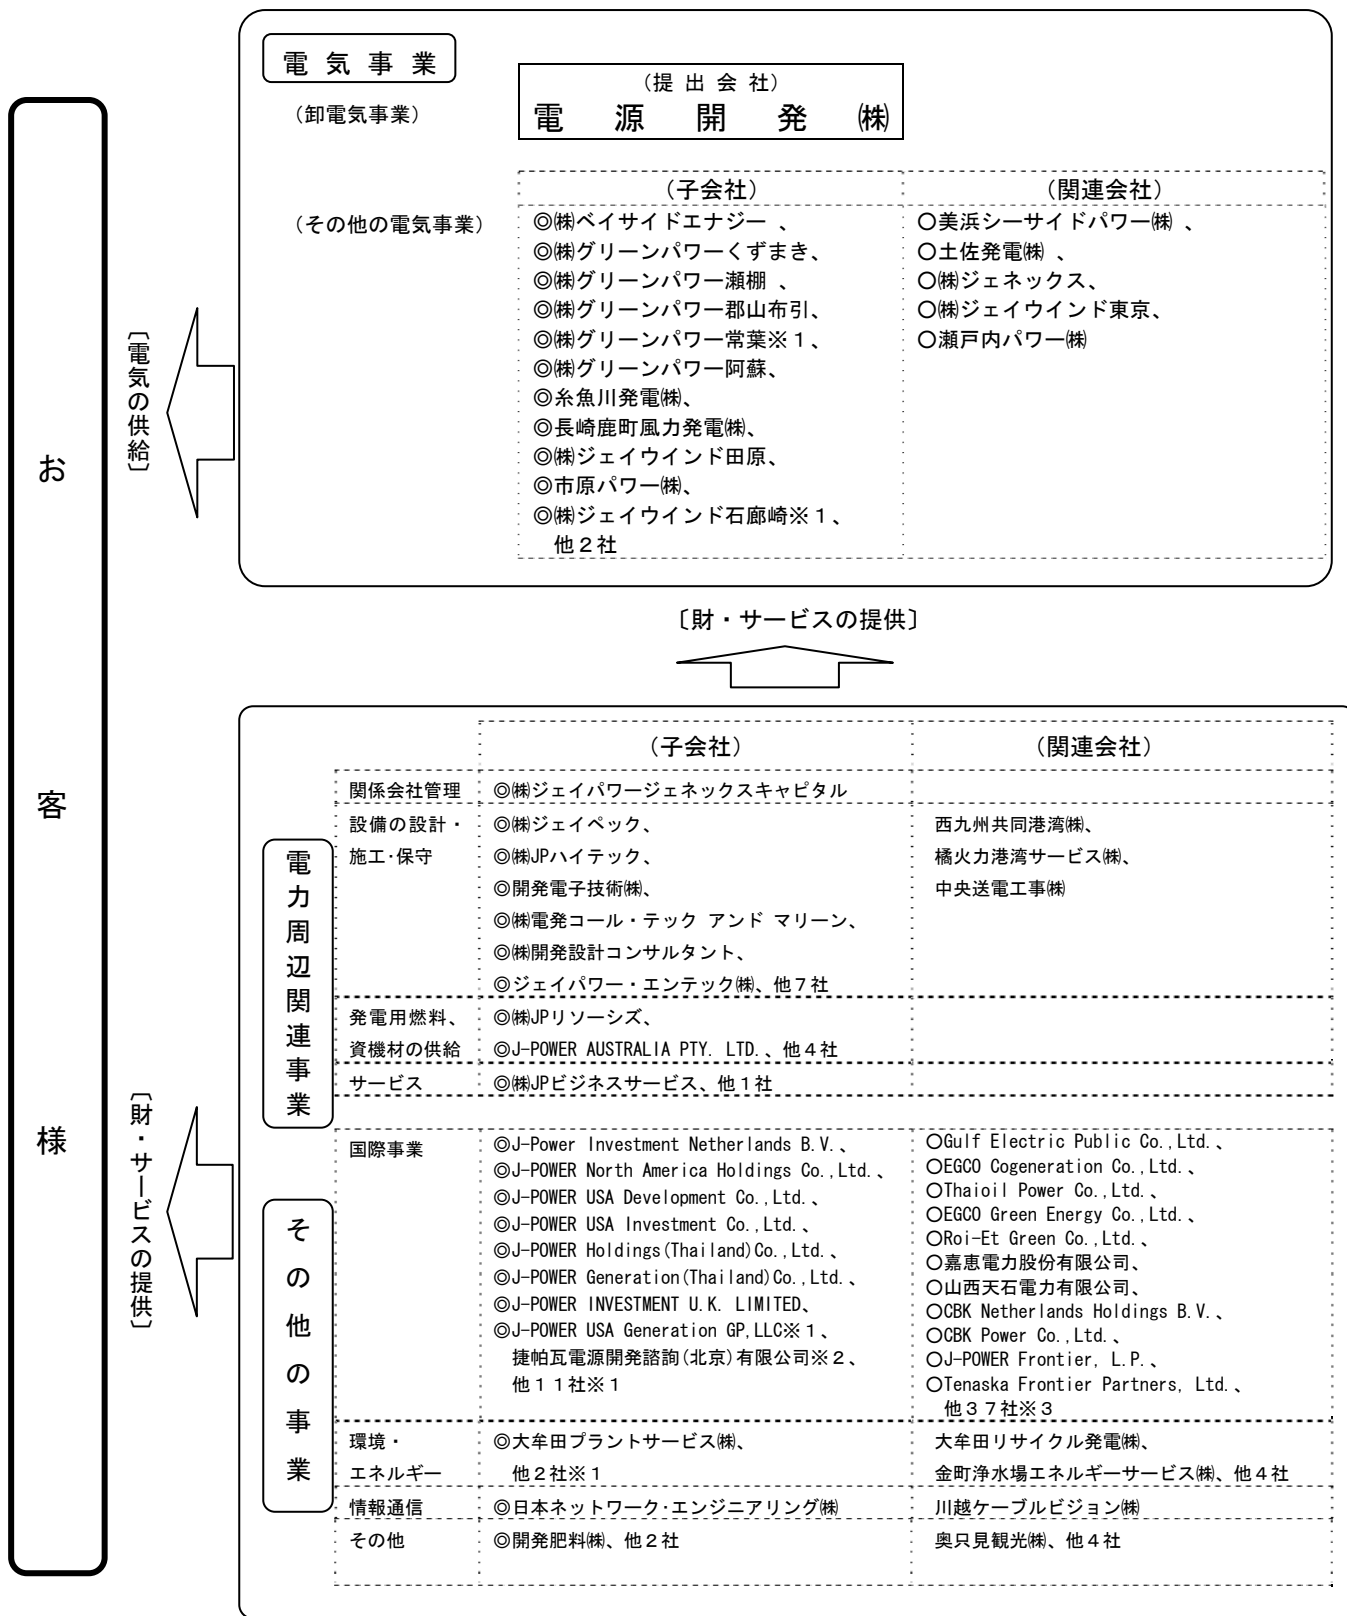 電気事業
(提出会社)
(卸電気事業)
電源開発㈱
(子会社)
(関連会社)
(その他の電気事業)
◎㈱ベイサイドエナジー 、
◎㈱グリーンパワーくずまき、
◎㈱グリーンパワー瀬棚 、
◎㈱グリーンパワー郡山布引、
◎㈱グリーンパワー常葉※1、
◎㈱グリーンパワー阿蘇、
◎糸魚川発電㈱、
◎長崎鹿町風力発電㈱、
◎㈱ジェイウインド田原、
◎市原パワー㈱、
◎㈱ジェイウインド石廊崎※1、
他2社
○美浜シーサイドパワー㈱ 、
○土佐発電㈱ 、
○㈱ジェネックス、
○㈱ジェイウインド東京、
○瀬戸内パワー㈱
〔電気の供給〕
お客様
〔財・サービスの提供〕
(子会社)
(関連会社)
電力周辺関連事業
関係会社管理
◎㈱ジェイパワージェネックスキャピタル
設備の設計・
施工・保守
◎㈱ジェイペック、
◎㈱JPハイテック、
◎開発電子技術㈱、
◎㈱電発コール・テック アンド マリーン、
◎㈱開発設計コンサルタント、
◎ジェイパワー・エンテック㈱、他7社
西九州共同港湾㈱、
橘火力港湾サービス㈱、
中央送電工事㈱
発電用燃料、
資機材の供給
◎㈱JPリソーシズ、
◎J-POWER AUSTRALIA PTY. LTD.、他4社
サービス
◎㈱JPビジネスサービス、他1社
〔財・サービスの提供〕
その他の事業
国際事業
◎J-Power Investment Netherlands B.V.、
◎J-POWER North America Holdings Co.,Ltd.、
◎J-POWER USA Development Co.,Ltd.、
◎J-POWER USA Investment Co.,Ltd.、
◎J-POWER Holdings(Thailand)Co.,Ltd.、
◎J-POWER Generation(Thailand)Co.,Ltd.、
◎J-POWER INVESTMENT U.K. LIMITED、
◎J-POWER USA Generation GP,LLC※1、
捷帕瓦電源開発諮詢(北京)有限公司※2、
他11社※1
○Gulf Electric Public Co.,Ltd.、
○EGCO Cogeneration Co.,Ltd.、
○Thaioil Power Co.,Ltd.、
○EGCO Green Energy Co.,Ltd.、
○Roi-Et Green Co.,Ltd.、
○嘉恵電力股份有限公司、
○山西天石電力有限公司、
○CBK Netherlands Holdings B.V.、
○CBK Power Co.,Ltd.、
○J-POWER Frontier, L.P.、
○Tenaska Frontier Partners, Ltd.、
他37社※3
環境・
エネルギー
◎大牟田プラントサービス㈱、
他2社※1
大牟田リサイクル発電㈱、
金町浄水場エネルギーサービス㈱、他4社
情報通信
◎日本ネットワーク・エンジニアリング㈱
川越ケーブルビジョン㈱
その他
◎開発肥料㈱、他2社
奥只見観光㈱、他4社